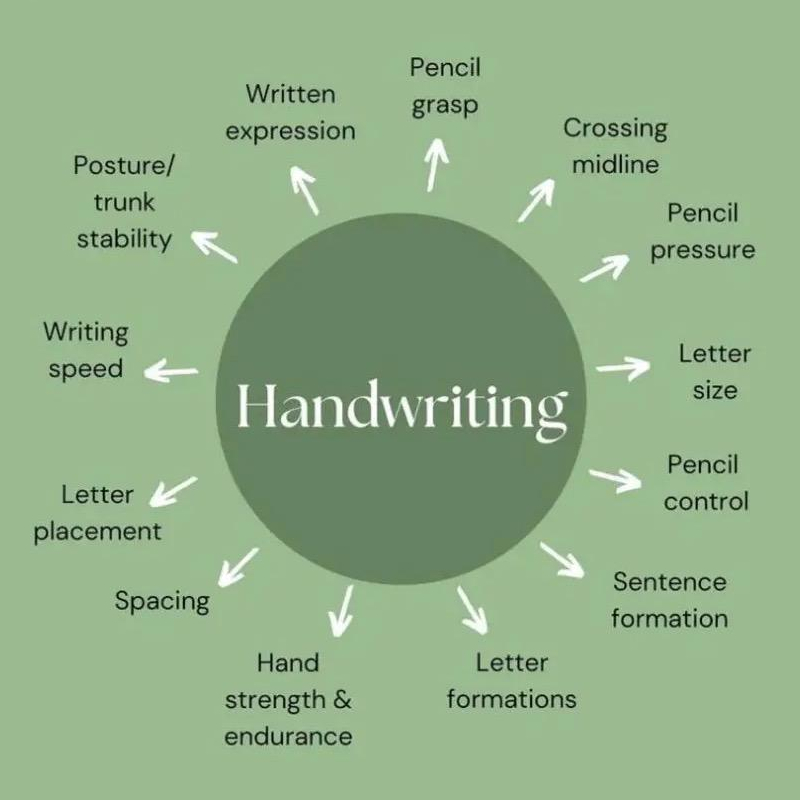 Pencil
grasp
Crossing
midline
Pencil
pressure
Letter
size
Pencil
control
Sentence
formation
Letter
formations
Hand
strength &
endurance
Spacing
Letter
placement
Writing
speed
Posture/
trunk
stability
Written
expression
Handwriting